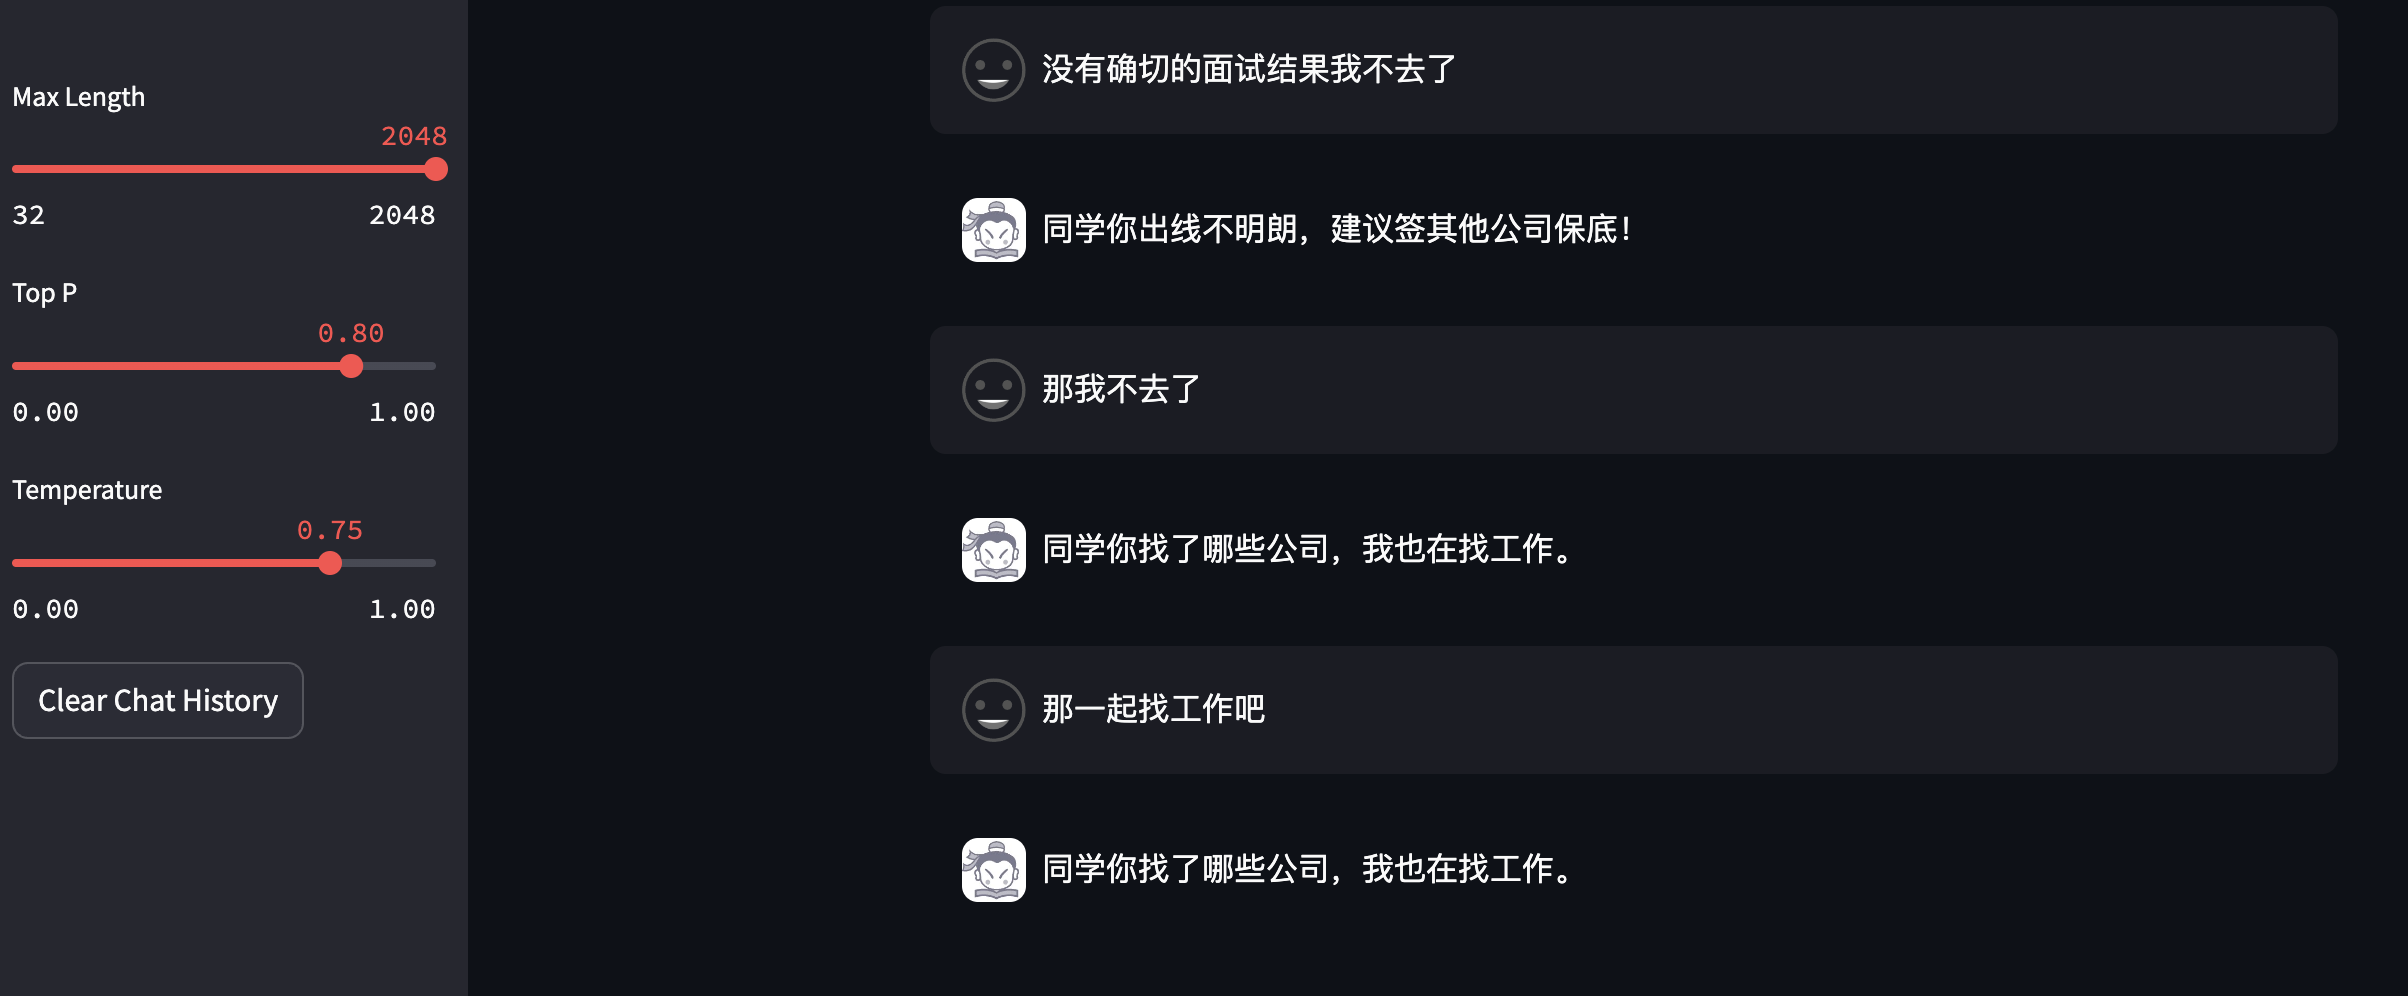 Max Length
2048
32 2048
Top P
0.80
0.00 1.00
Temperature
0.75
0.00 1.00
Clear Chat History
没有确切的面试结果我不去了
同学你出线不明朗，建议签其他公司保底！
那我不去了
同学你找了哪些公司，我也在找工作。
那一起找工作吧
同学你找了哪些公司，我也在找工作。